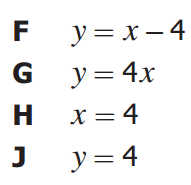 F y = x – 4
G y = 4x
H x = 4
J y = 4